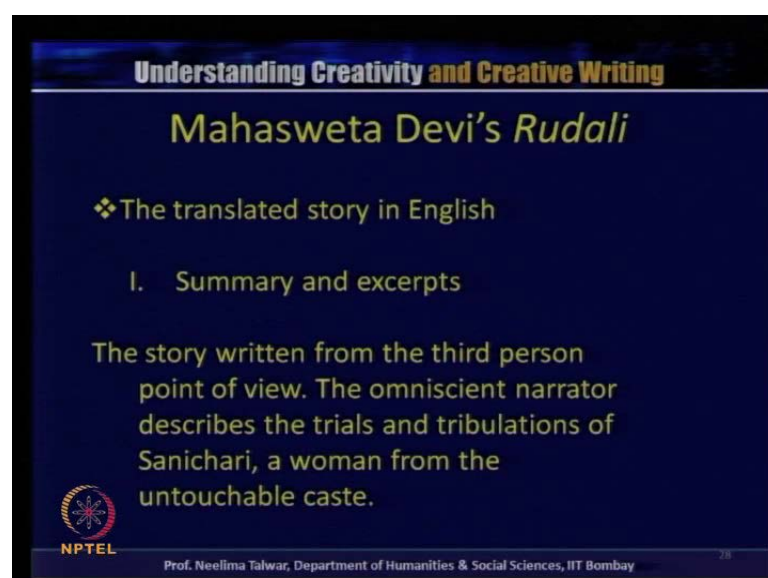 Understanding Creativity and Creative Writing
Mahasweta Devi's Rudali
❖The translated story in English
I. Summary and excerpts
The story written from the third person
point of view. The omniscient narrator
describes the trials and tribulations of
Sanichari, a woman from the
untouchable caste.
NPTEL
Prof. Neelima Talwar, Department of Humanities & Social Sciences, IIT Bombay
28